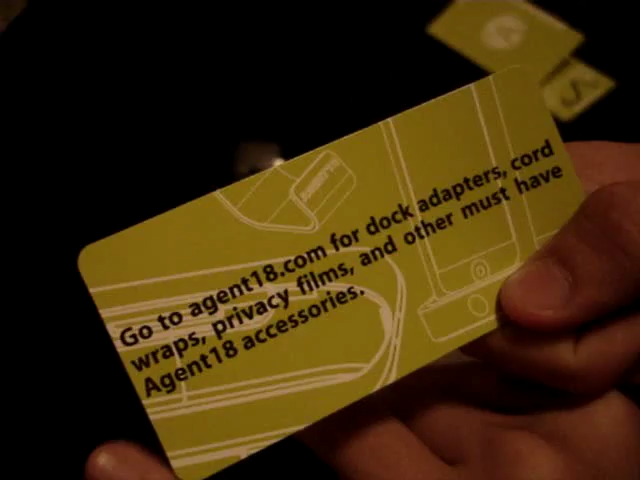 Go to agent18.com for dock adapters, cord
wraps, privacy films, and other must have
Agent18 accessories.